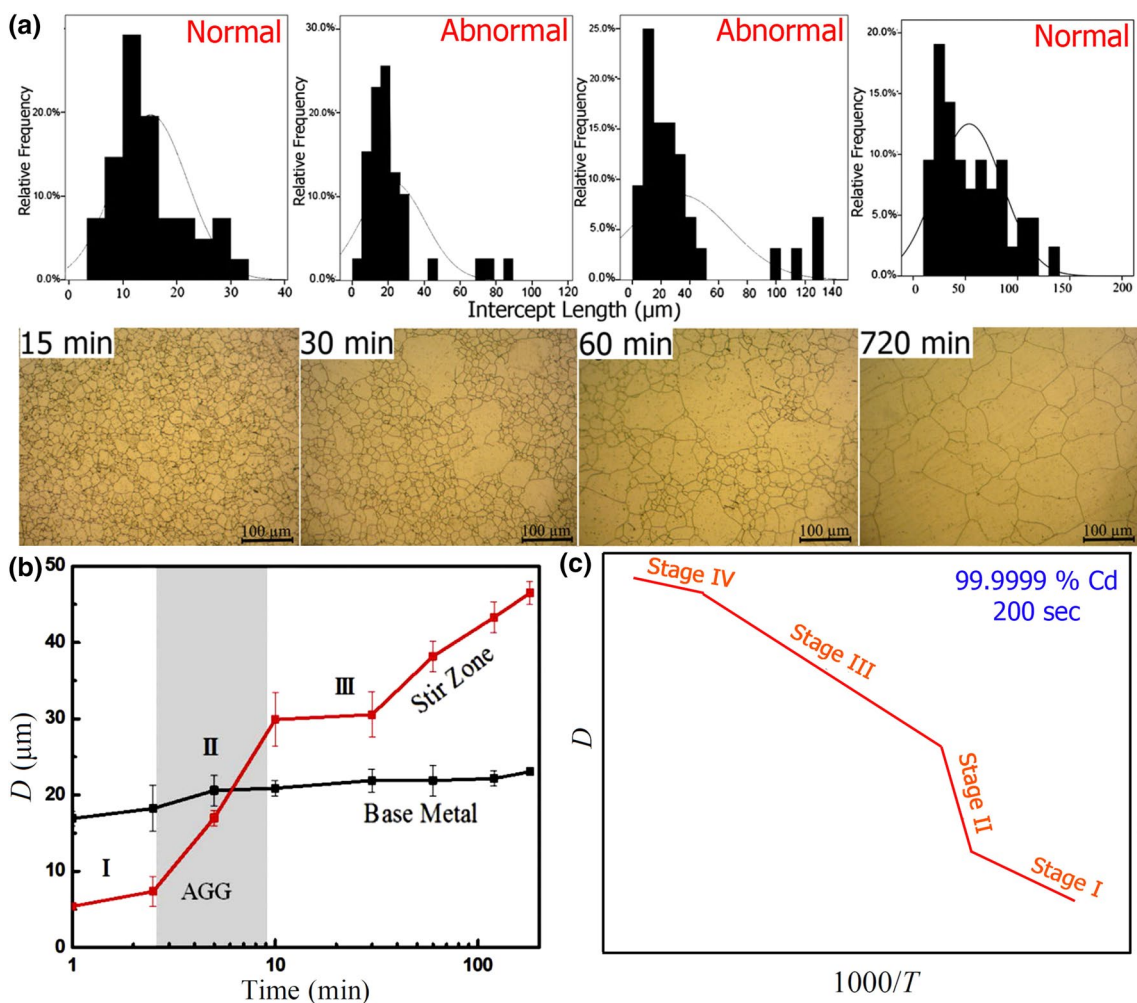 (a)
Normal
Abnormal
Abnormal
Normal
Relative Frequency
20.0%
10.0%
0.0%
0 10 20 30 40
Relative Frequency
30.0%
20.0%
10.0%
0.0%
0 20 40 60 80 100 120
Relative Frequency
25.0%
20.0%
15.0%
10.0%
5.0%
0.0%
0 20 40 60 80 100 120 140
Relative Frequency
20.0%
15.0%
10.0%
5.0%
0.0%
0 50 100 150 200
Intercept Length (μm)
15 min
30 min
60 min
720 min
100 μm
100 μm
100 μm
100 μm
(b)
50
40
30
20
10
0
D (μm)
I
II
III
AGG
Stir Zone
Base Metal
1 10 100
Time (min)
(c)
99.9999 % Cd
200 sec
Stage IV
Stage III
Stage II
Stage I
D
1000/T